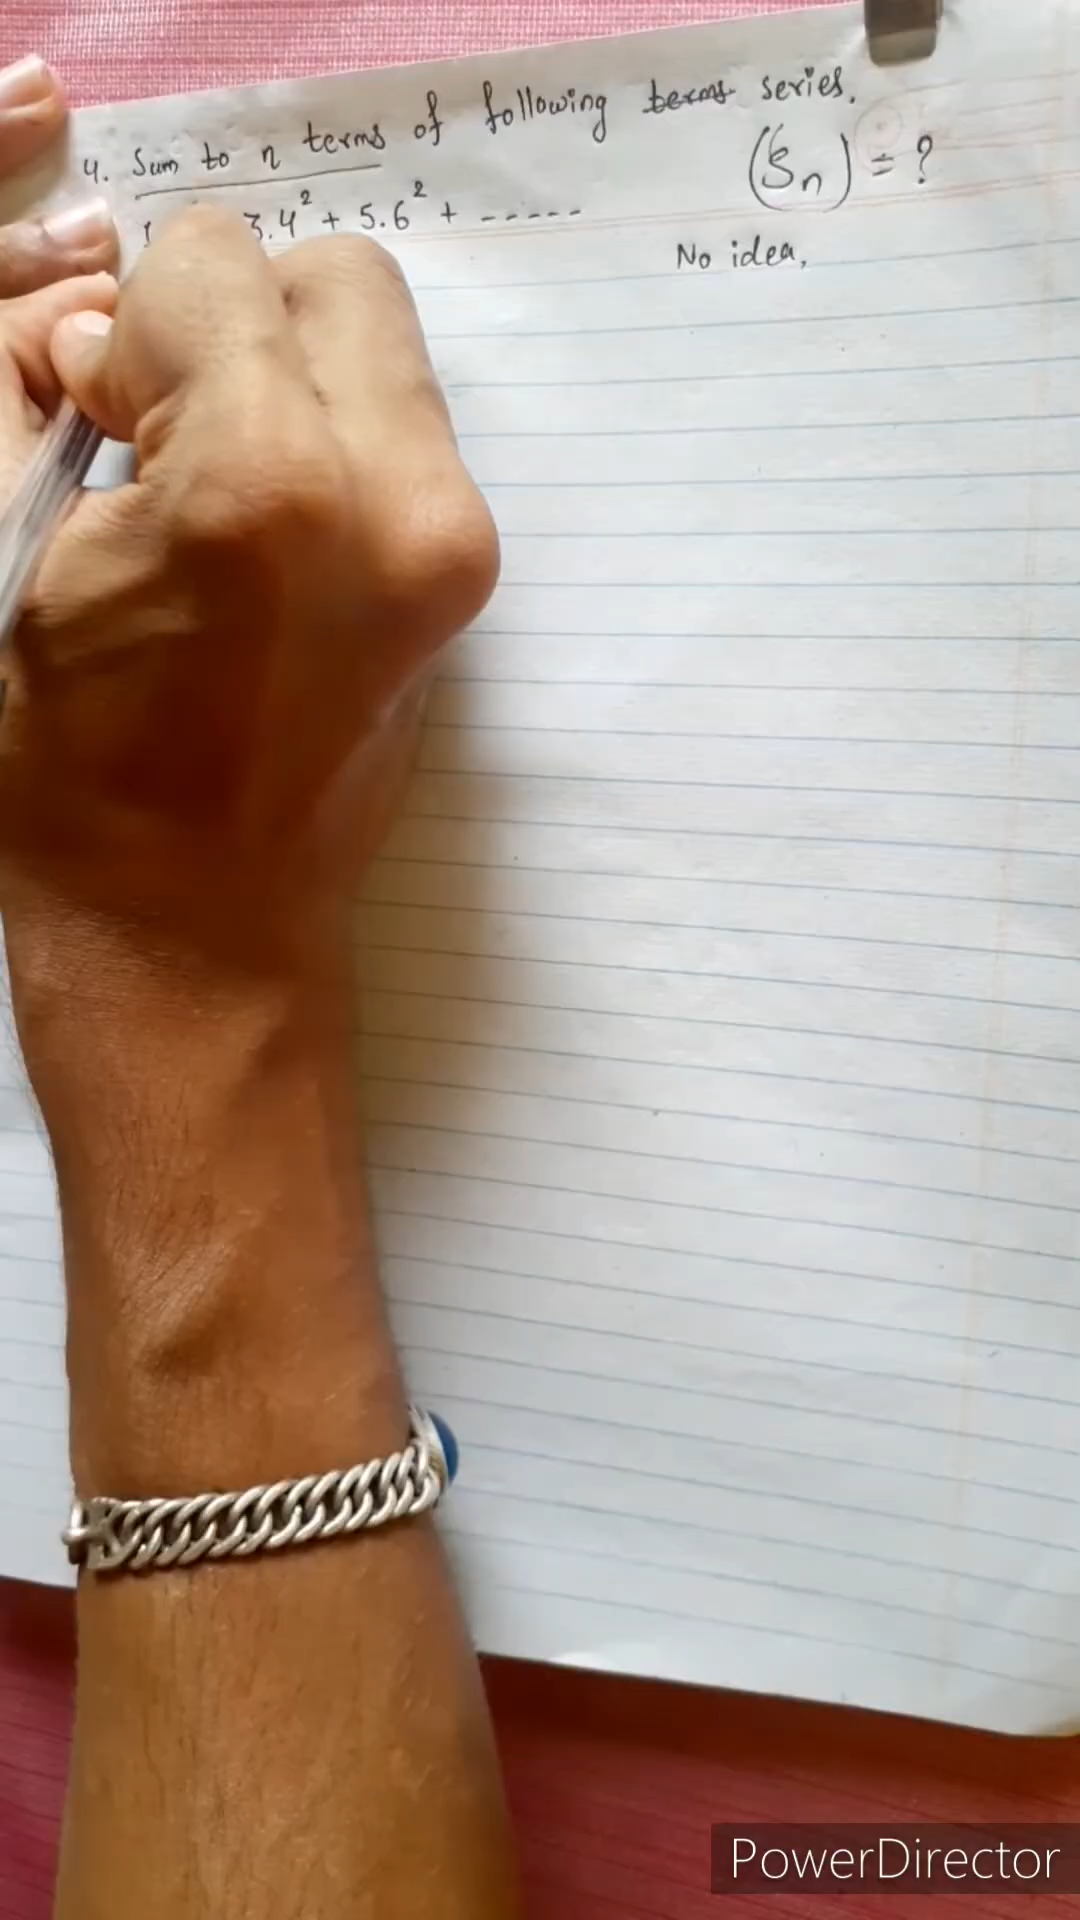 4. Sum to n terms of following terms series.
3.4² + 5.6² + -----
(Sn) = ?
No idea,
PowerDirector